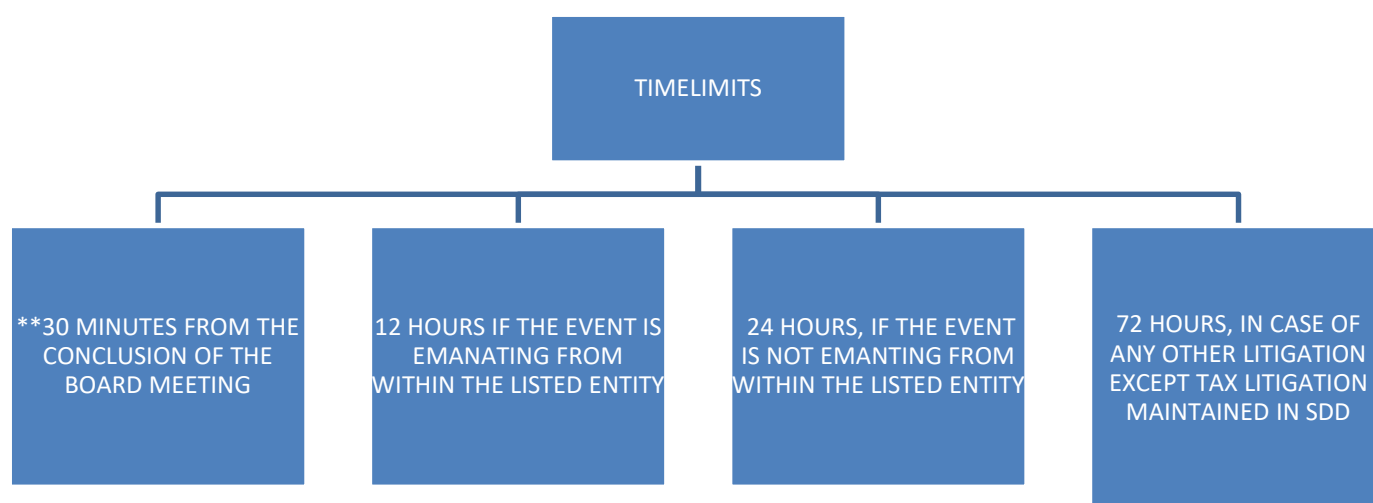 TIMELIMITS
**30 MINUTES FROM THE
CONCLUSION OF THE
BOARD MEETING
12 HOURS IF THE EVENT IS
EMANATING FROM
WITHIN THE LISTED ENTITY
24 HOURS, IF THE EVENT
IS NOT EMANTING FROM
WITHIN THE LISTED ENTITY
72 HOURS, IN CASE OF
ANY OTHER LITIGATION
EXCEPT TAX LITIGATION
MAINTAINED IN SDD